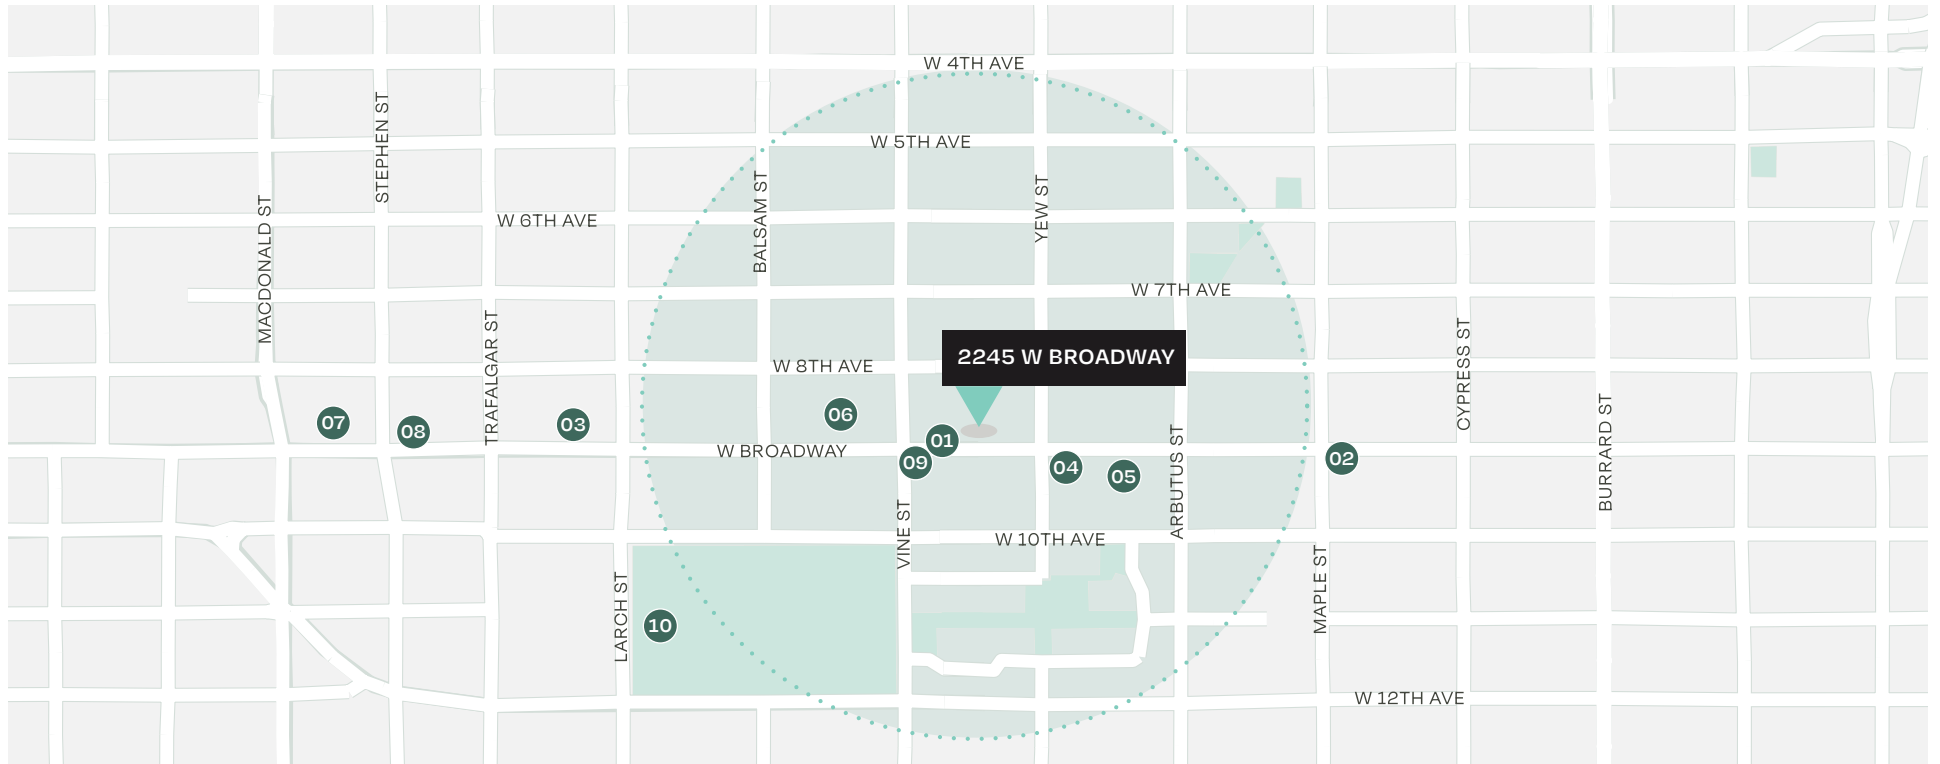 W 4TH AVE
STEPHEN ST
W 5TH AVE
BALSAM ST
YEW ST
MACDONALD ST
W 6TH AVE
W 7TH AVE
TRAFALGAR ST
CYPRESS ST
2245 W BROADWAY
W 8TH AVE
BURRARD ST
06
07
03
08
01
ARBUTUS ST
W BROADWAY
09
04
05
02
VINE ST
W 10TH AVE
LARCH ST
MAPLE ST
10
W 12TH AVE